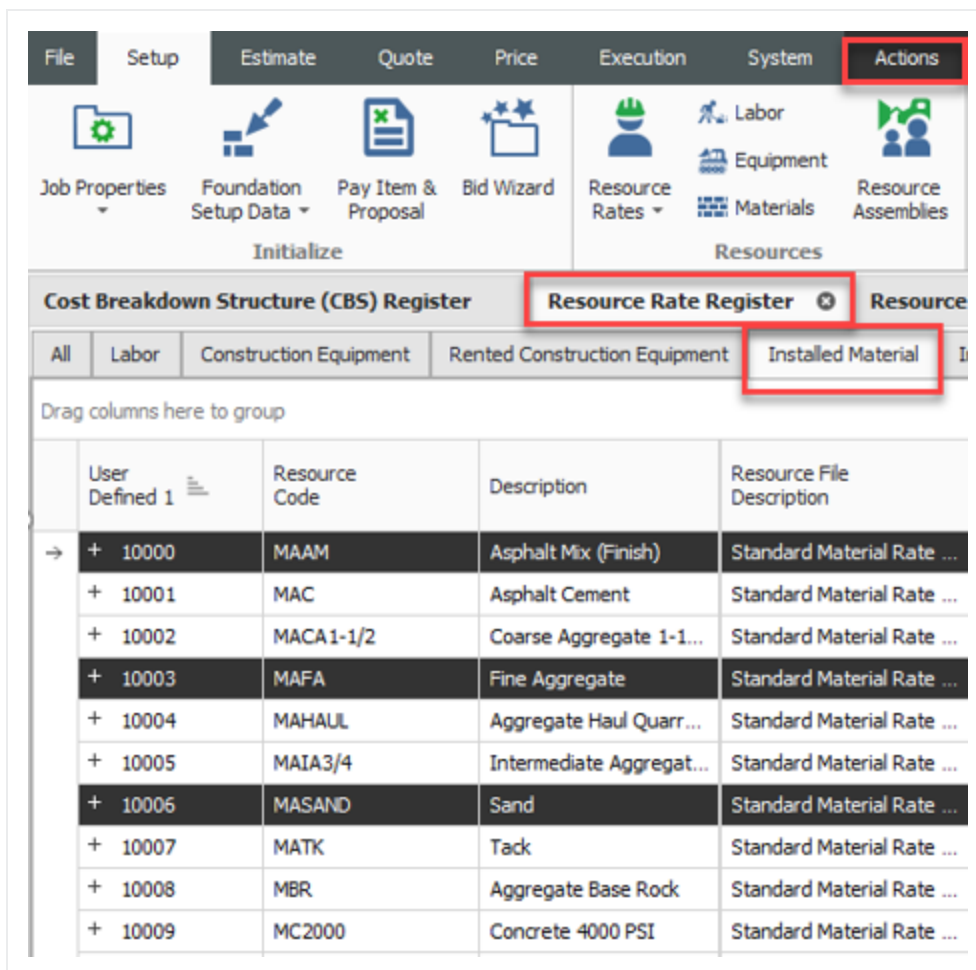 File Setup Estimate Quote Price Execution System Actions
Job Properties
Foundation
Setup Data
Pay Item &
Proposal
Bid Wizard
Resource
Rates
Labor
Equipment
Materials
Resource
Assemblies
Initialize
Resources
Cost Breakdown Structure (CBS) Register Resource Rate Register Resource
All Labor Construction Equipment Rented Construction Equipment Installed Material
Drag columns here to group
User
Defined 1
Resource
Code
Description
Resource File
Description
+ 10000 MAAM Asphalt Mix (Finish) Standard Material Rate ...
+ 10001 MAC Asphalt Cement Standard Material Rate ...
+ 10002 MACA1-1/2 Coarse Aggregate 1-1... Standard Material Rate ...
+ 10003 MAFA Fine Aggregate Standard Material Rate ...
+ 10004 MAHAUL Aggregate Haul Quarr... Standard Material Rate ...
+ 10005 MAIA3/4 Intermediate Aggregat... Standard Material Rate ...
+ 10006 MASAND Sand Standard Material Rate ...
+ 10007 MATK Tack Standard Material Rate ...
+ 10008 MBR Aggregate Base Rock Standard Material Rate ...
+ 10009 MC2000 Concrete 4000 PSI Standard Material Rate ...